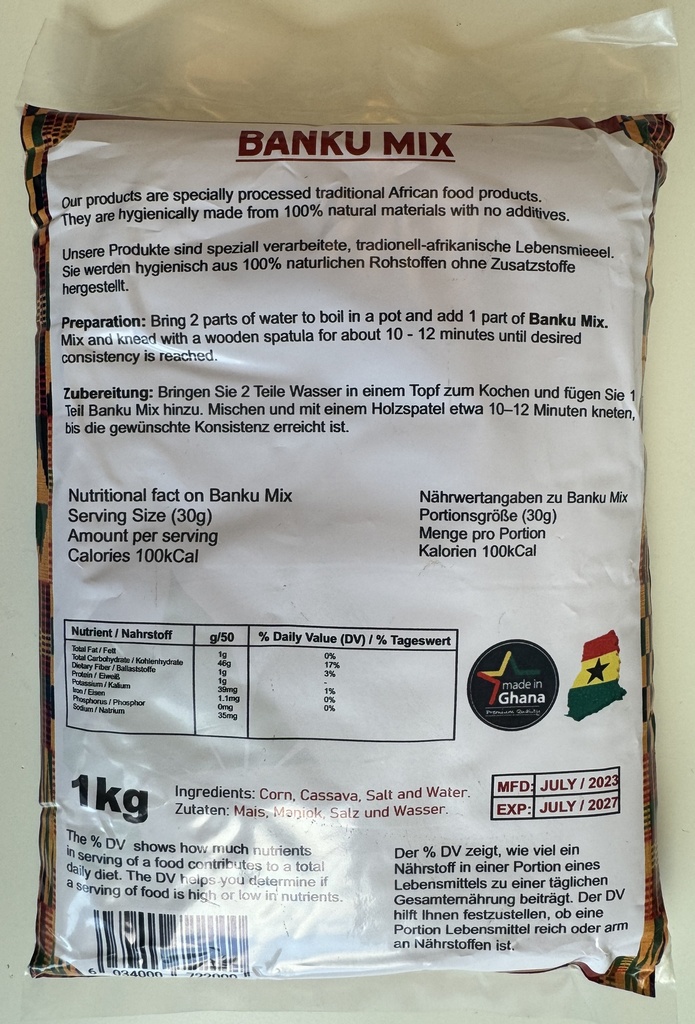 BANKU MIX
Our products are specially processed traditional African food products.
They are hygienically made from 100% natural materials with no additives.
Unsere Produkte sind speziall verarbeitete, tradionell-afrikanische Lebensmieeel.
Sie werden hygienisch aus 100% naturlichen Rohstoffen ohne Zusatzstoffe
hergestellt.
Preparation: Bring 2 parts of water to boil in a pot and add 1 part of Banku Mix.
Mix and knead with a wooden spatula for about 10 - 12 minutes until desired
consistency is reached.
Zubereitung: Bringen Sie 2 Teile Wasser in einem Topf zum Kochen und fügen Sie 1
Teil Banku Mix hinzu. Mischen und mit einem Holzspatel etwa 10–12 Minuten kneten,
bis die gewünschte Konsistenz erreicht ist.
Nutritional fact on Banku Mix
Serving Size (30g)
Amount per serving
Calories 100kCal
Nährwertangaben zu Banku Mix
Portionsgröße (30g)
Menge pro Portion
Kalorien 100kCal
Nutrient / Nahrstoff g/50 % Daily Value (DV) / % Tageswert
Total Fat / Fett 1g 0%
Total Carbohydrate / Kohlenhydrate 46g 17%
Dietary Fiber / Ballaststoffe 1g 3%
Protein / Eiweiß 1g -
Potassium / Kalium 39mg 1%
Iron / Eisen 1.1mg 0%
Phosphorus / Phosphor 0mg 0%
Sodium / Natrium 35mg
made in
Ghana
1kg
Ingredients: Corn, Cassava, Salt and Water.
Zutaten: Mais, Maniok, Salz und Wasser.
MFD: JULY / 2023
EXP: JULY / 2027
The % DV shows how much nutrients
in serving of a food contributes to a total
daily diet. The DV helps you determine if
a serving of food is high or low in nutrients.
Der % DV zeigt, wie viel ein
Nährstoff in einer Portion eines
Lebensmittels zu einer täglichen
Gesamternährung beiträgt. Der DV
hilft Ihnen festzustellen, ob eine
Portion Lebensmittel reich oder arm
an Nährstoffen ist.
6 034000